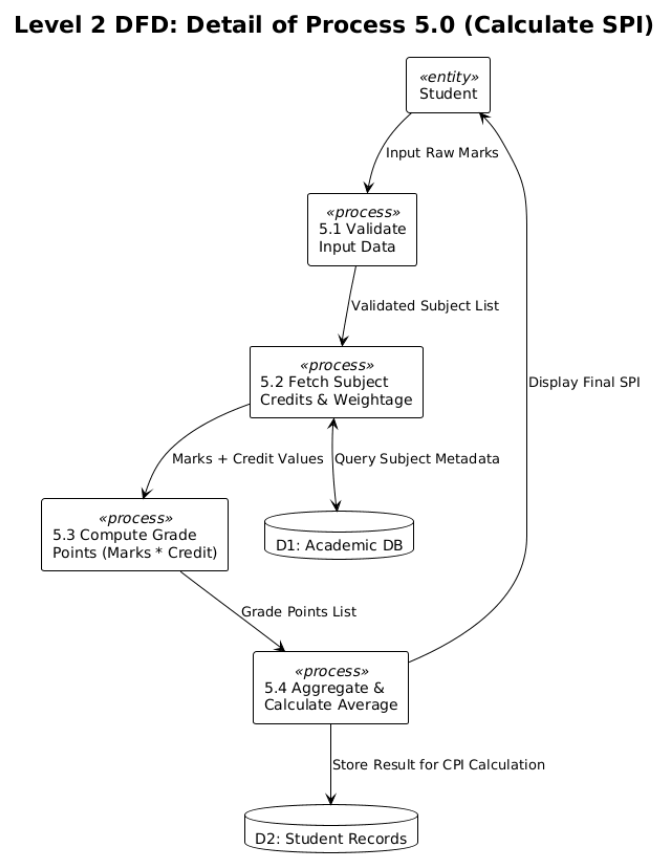 Level 2 DFD: Detail of Process 5.0 (Calculate SPI)
«entity»
Student
Input Raw Marks
«process»
5.1 Validate
Input Data
Validated Subject List
«process»
5.2 Fetch Subject
Credits & Weightage
Display Final SPI
Marks + Credit Values
Query Subject Metadata
«process»
5.3 Compute Grade
Points (Marks * Credit)
D1: Academic DB
Grade Points List
«process»
5.4 Aggregate &
Calculate Average
Store Result for CPI Calculation
D2: Student Records